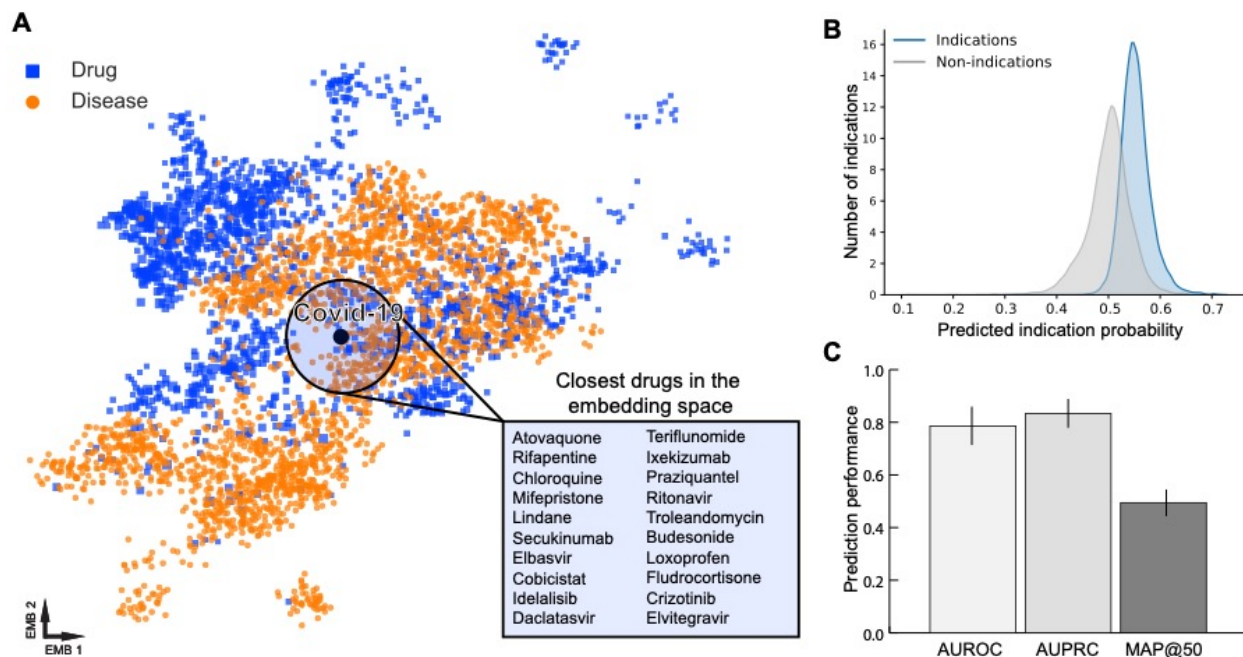 A
Drug
Disease
Covid-19
Closest drugs in the
embedding space
Atovaquone Teriflunomide
Rifapentine Ixekizumab
Chloroquine Praziquantel
Mifepristone Ritonavir
Lindane Troleandomycin
Secukinumab Budesonide
Elbasvir Loxoprofen
Cobicistat Fludrocortisone
Idelalisib Crizotinib
Daclatasvir Elvitegravir
EMB 2
EMB 1
B
Indications
Non-indications
Number of indications
16
14
12
10
8
6
4
2
0
0.1 0.2 0.3 0.4 0.5 0.6 0.7
Predicted indication probability
C
Prediction performance
1.0
0.8
0.6
0.4
0.2
0.0
AUROC AUPRC MAP@50